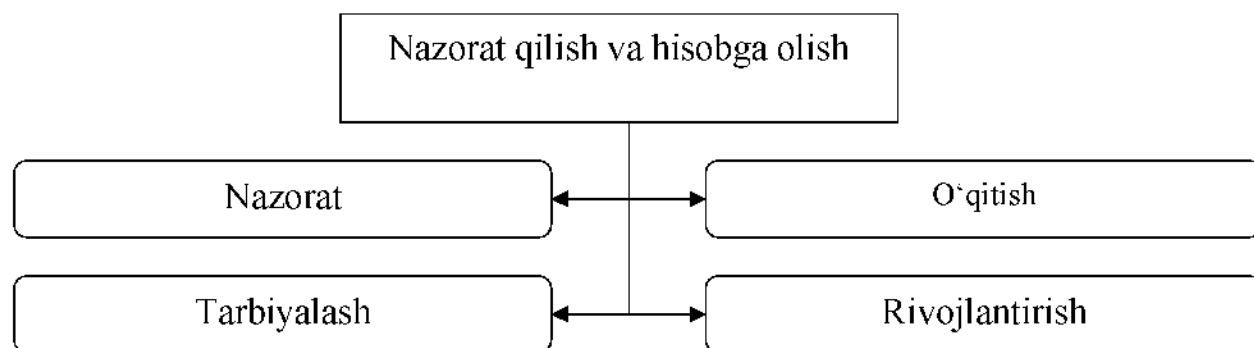 Nazorat qilish va hisobga olish
Nazorat
O‘qitish
Tarbiyalash
Rivojlantirish